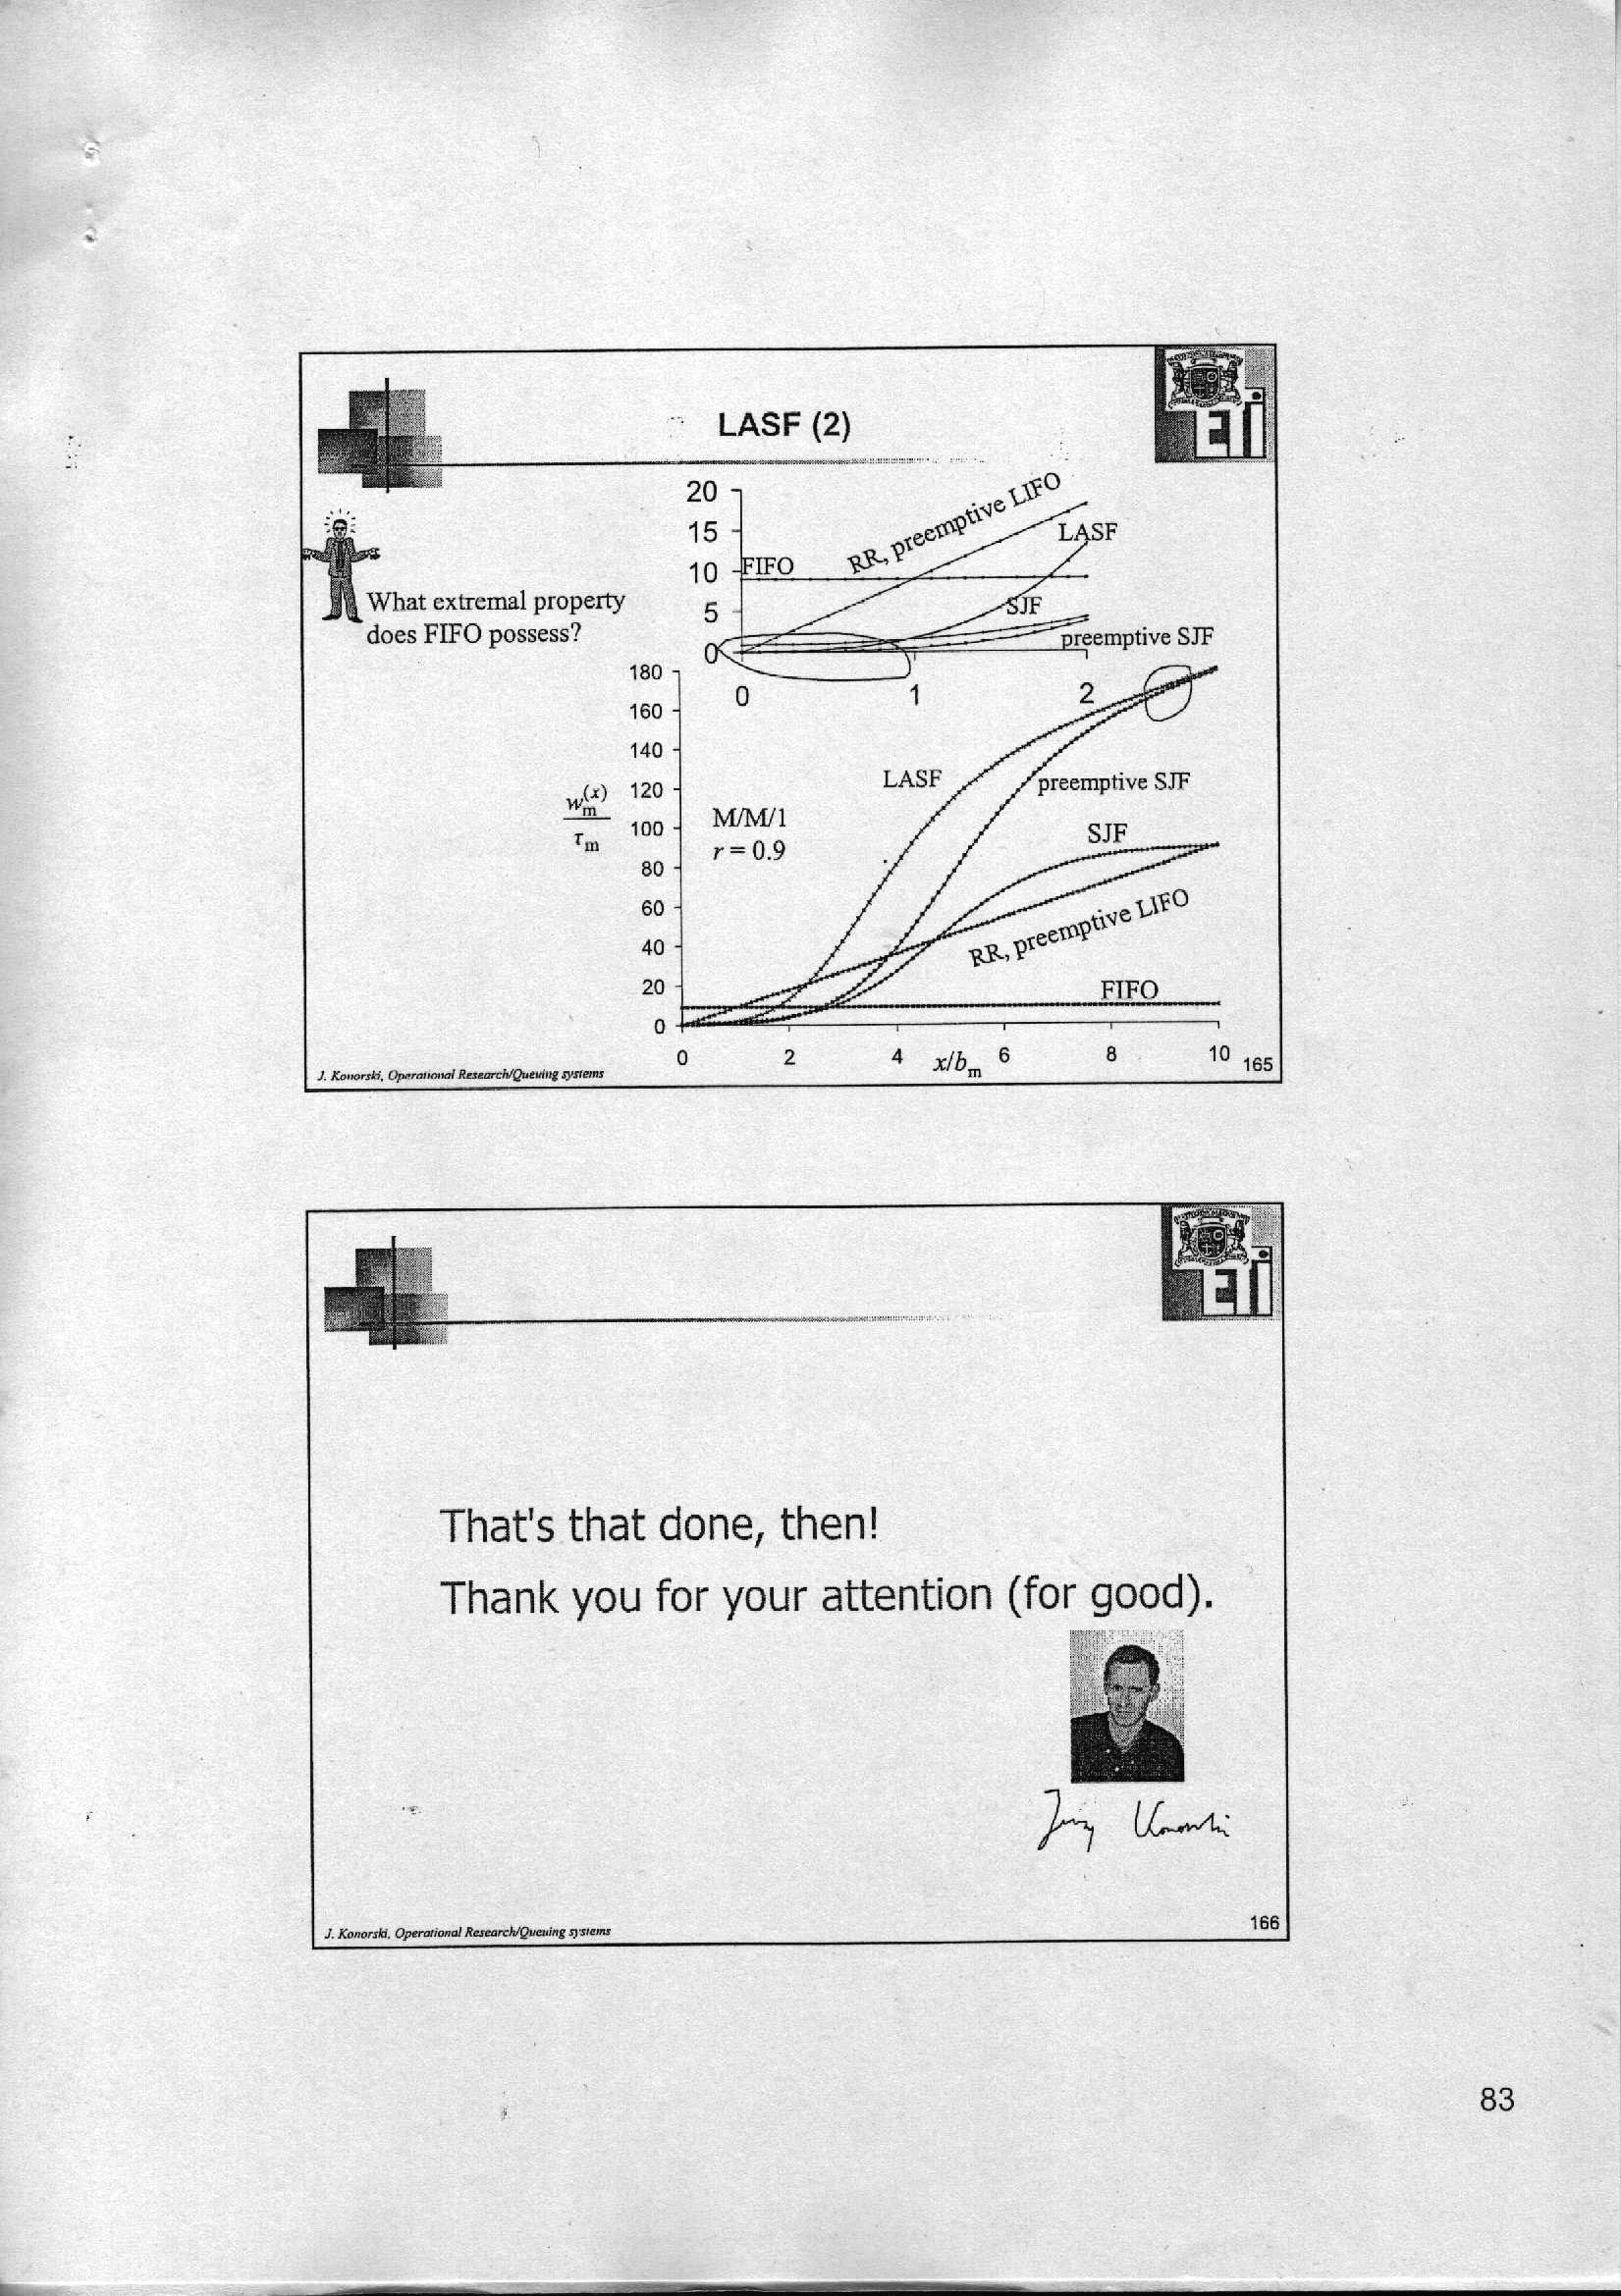 LASF (2)
ETI
What extremal property
does FIFO possess?
20
15
10
5
0
FIFO
RR, preemptive LIFO
LASF
SJF
preemptive SJF
0 1 2
180
160
140
120
100
80
60
40
20
0
w_m^(x)
τ_m
M/M/1
r = 0.9
LASF
preemptive SJF
SJF
RR, preemptive LIFO
FIFO
0 2 4 6 8 10
x/b_m
J. Konorski, Operational Research/Queuing systems
165
ETI
That's that done, then!
Thank you for your attention (for good).
Jerzy Konorski
J. Konorski, Operational Research/Queuing systems
166
83